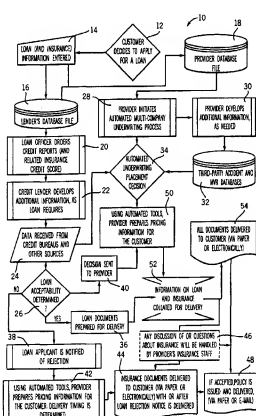 10
14
12
18
LOAN (AND INSURANCE)
INFORMATION ENTERED
CUSTOMER
DECIDES TO APPLY
FOR A LOAN
PROVIDER DATABASE
FILE
16
28
30
LENDER'S DATABASE
FILE
PROVIDER INITIATES
AUTOMATED MULTI-COMPANY
UNDERWRITING PROCESS
PROVIDER DEVELOPS
ADDITIONAL INFORMATION,
AS NEEDED
LOAN OFFICER ORDERS
CREDIT REPORTS (AND
RELATED INSURANCE
CREDIT SCORE)
20
34
AUTOMATED
UNDERWRITING
PLACEMENT
DECISION
THIRD-PARTY ACCIDENT AND
MVR DATABASES
32
22
CREDIT LENDER DEVELOPS
ADDITIONAL INFORMATION, AS
LOAN REQUIRES
50
54
USING AUTOMATED TOOLS,
PROVIDER PREPARES PRICING
INFORMATION FOR
THE CUSTOMER
ALL DOCUMENTS DELIVERED
TO CUSTOMER (VIA PAPER
OR ELECTRONICALLY)
DATA RECEIVED FROM
CREDIT BUREAUS AND
OTHER SOURCES
24
DECISION SENT
TO PROVIDER
52
LOAN
ACCEPTABILITY
DETERMINED
?
40
INFORMATION ON LOAN
AND INSURANCE
COLLATED FOR DELIVERY
26
YES
LOAN DOCUMENTS
PREPARED FOR DELIVERY
36
38
NO
ANY DISCUSSION OF OR QUESTIONS
ABOUT INSURANCE WILL BE HANDLED
BY PROVIDER'S INSURANCE STAFF
46
LOAN APPLICANT IS NOTIFIED
OF REJECTION
44
48
42
USING AUTOMATED TOOLS, PROVIDER
PREPARES PRICING INFORMATION FOR
THE CUSTOMER DELIVERY TIMING IS
DETERMINED
INSURANCE DOCUMENTS DELIVERED
TO CUSTOMER (VIA PAPER OR
ELECTRONICALLY) WITH OR AFTER
LOAN REJECTION NOTICE IS DELIVERED
IF ACCEPTED, POLICY IS
ISSUED AND DELIVERED,
(VIA PAPER OR E-MAIL)